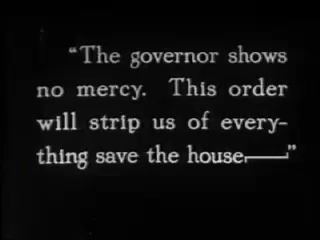 “The governor shows
no mercy. This order
will strip us of every-
thing save the house,——”